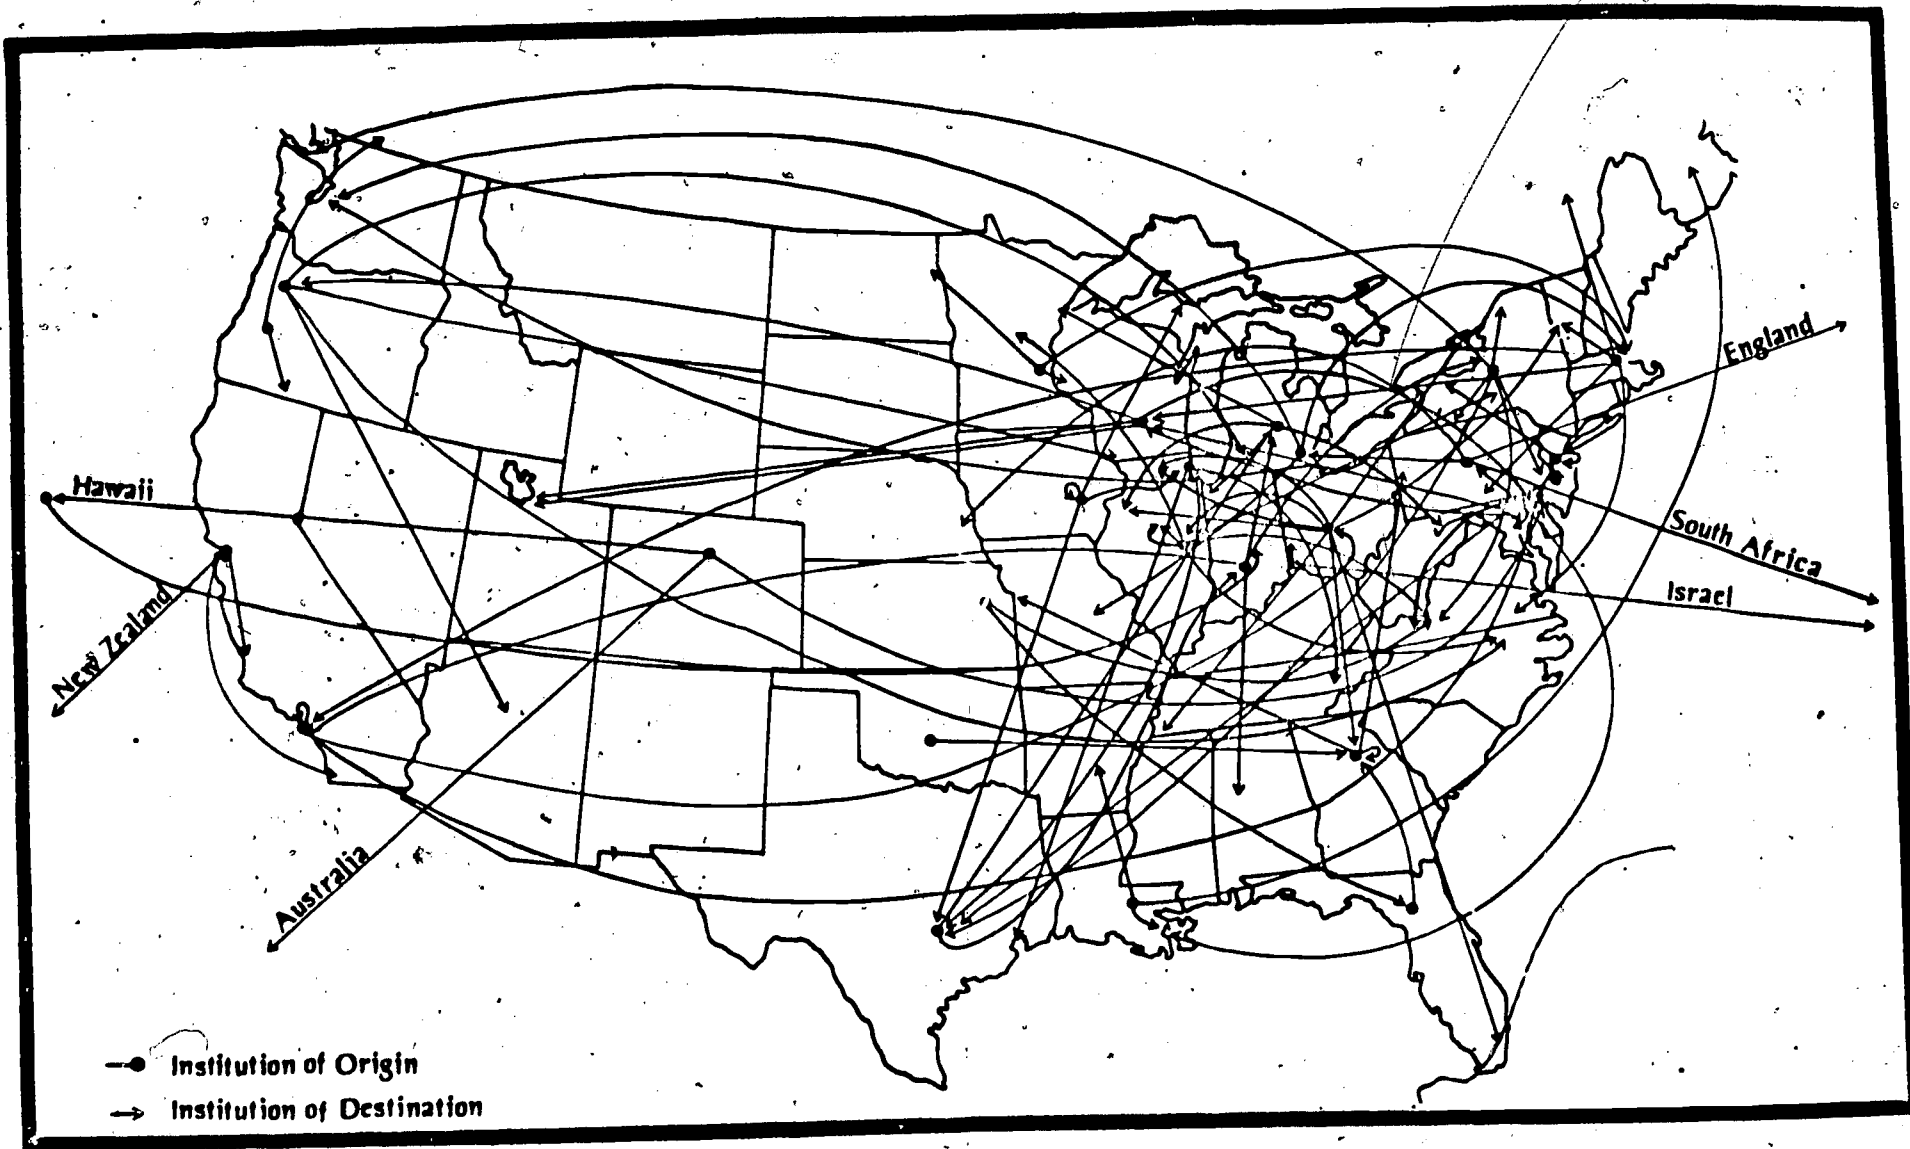 England
Hawaii
South Africa
Israel
New Zealand
Australia
Institution of Origin
Institution of Destination